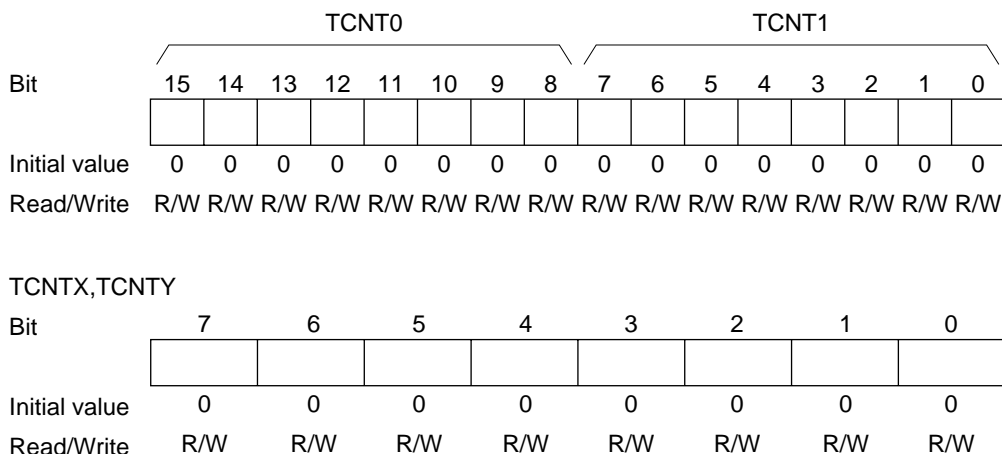 TCNT0 TCNT1
Bit 15 14 13 12 11 10 9 8 7 6 5 4 3 2 1 0
Initial value 0 0 0 0 0 0 0 0 0 0 0 0 0 0 0 0
Read/Write R/W R/W R/W R/W R/W R/W R/W R/W R/W R/W R/W R/W R/W R/W R/W R/W
TCNTX,TCNTY
Bit 7 6 5 4 3 2 1 0
Initial value 0 0 0 0 0 0 0 0
Read/Write R/W R/W R/W R/W R/W R/W R/W R/W